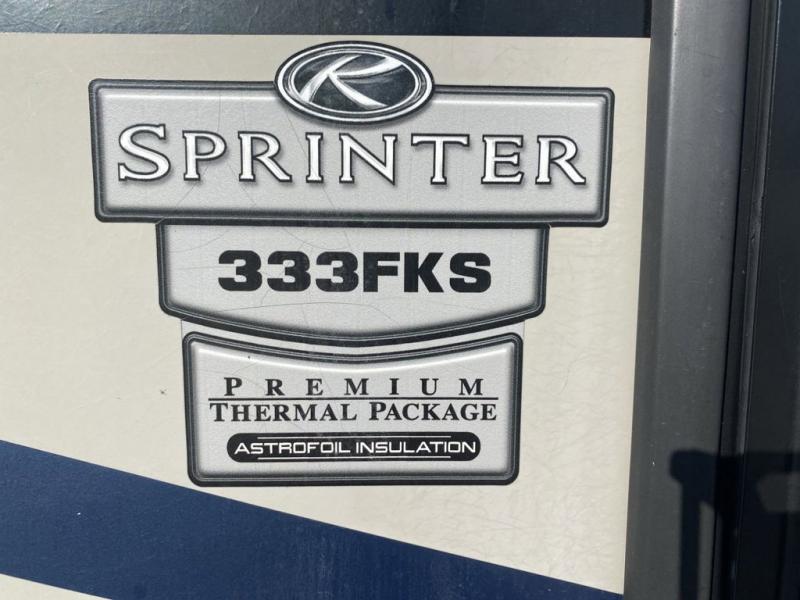 K
SPRINTER
333FKS
PREMIUM
THERMAL PACKAGE
ASTROFOIL INSULATION